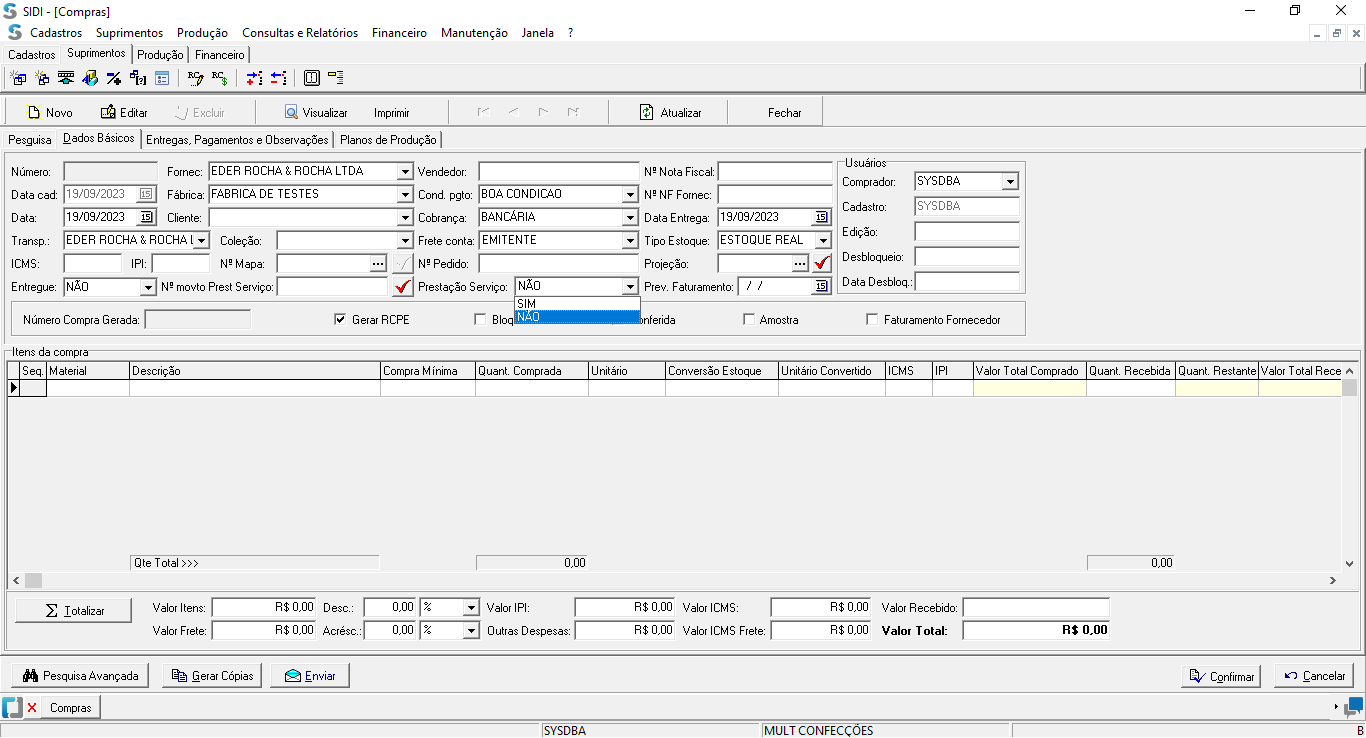 SIDI - [Compras]
Cadastros Suprimentos Produção Consultas e Relatórios Financeiro Manutenção Janela ?
Cadastros Suprimentos Produção Financeiro
Novo Editar Excluir Visualizar Imprimir Atualizar Fechar
Pesquisa Dados Básicos Entregas, Pagamentos e Observações Planos de Produção
Número: Fornec: EDER ROCHA & ROCHA LTDA Vendedor: Nº Nota Fiscal: Usuários
Comprador: SYSDBA
Data cad: 19/09/2023 15 Fábrica: FABRICA DE TESTES Cond. pgto: BOA CONDICAO Nº NF Fornec:
Cadastro: SYSDBA
Data: 19/09/2023 15 Cliente: Cobrança: BANCÁRIA Data Entrega: 19/09/2023 15
Edição:
Transp.: EDER ROCHA & ROCHA L Coleção: Frete conta: EMITENTE Tipo Estoque: ESTOQUE REAL
Desbloqueio:
ICMS: IPI: Nº Mapa: ... Nº Pedido: Projeção: ...
Data Desbloq.:
Entregue: NÃO Nº movto Prest Serviço: Prestação Serviço: NÃO Prev. Faturamento: / / 15
SIM
NÃO
Número Compra Gerada: Gerar RCPE Bloq onferida Amostra Faturamento Fornecedor
Itens da compra
Seq. Material Descrição Compra Mínima Quant. Comprada Unitário Conversão Estoque Unitário Convertido ICMS IPI Valor Total Comprado Quant. Recebida Quant. Restante Valor Total Rece
Qte Total >>> 0,00 0,00
Σ Totalizar Valor Itens: R$ 0,00 Desc.: 0,00 % Valor IPI: R$ 0,00 Valor ICMS: R$ 0,00 Valor Recebido:
Valor Frete: R$ 0,00 Acrésc.: 0,00 % Outras Despesas: R$ 0,00 Valor ICMS Frete: R$ 0,00 Valor Total: R$ 0,00
Pesquisa Avançada Gerar Cópias Enviar Confirmar Cancelar
Compras
SYSDBA MULT CONFECÇÕES B